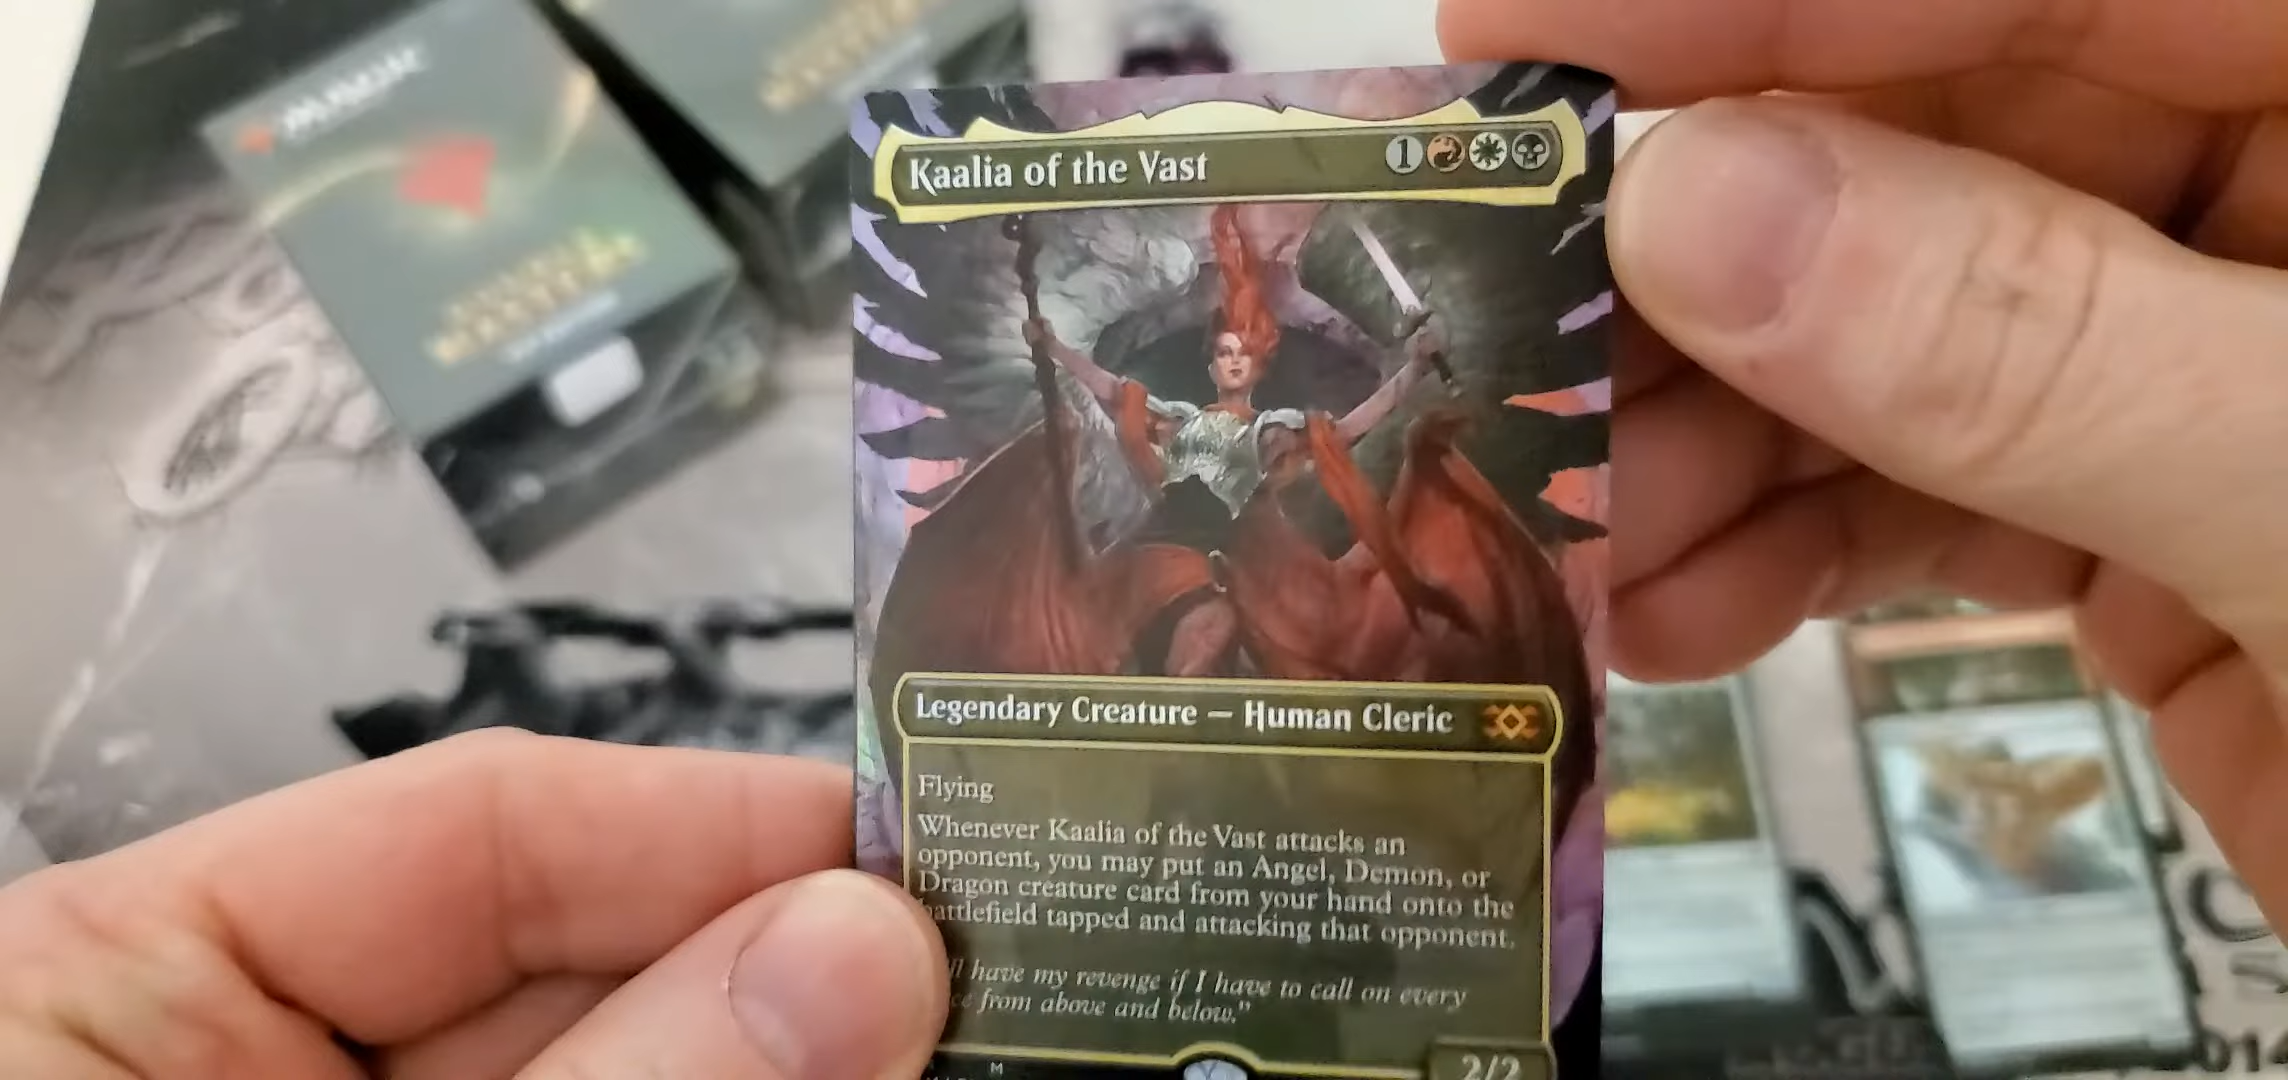 Kaalia of the Vast
1
Legendary Creature — Human Cleric
Flying
Whenever Kaalia of the Vast attacks an
opponent, you may put an Angel, Demon, or
Dragon creature card from your hand onto the
battlefield tapped and attacking that opponent.
have my revenge if I have to call on every
from above and below."
M
2/2